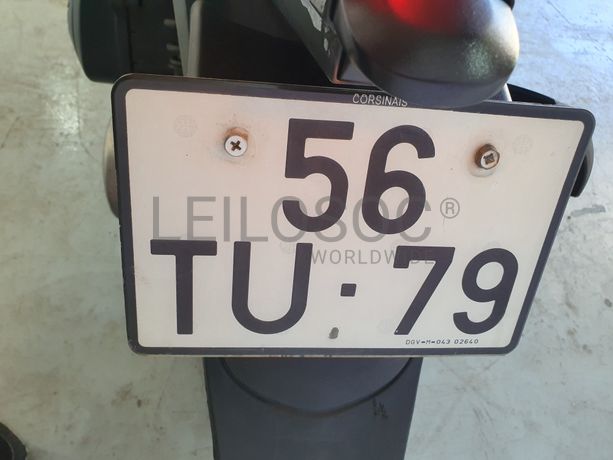 CORSINAIS
56
LEILOSOC®
WORLDWIDE
TU·79
DGV-M-043 02640